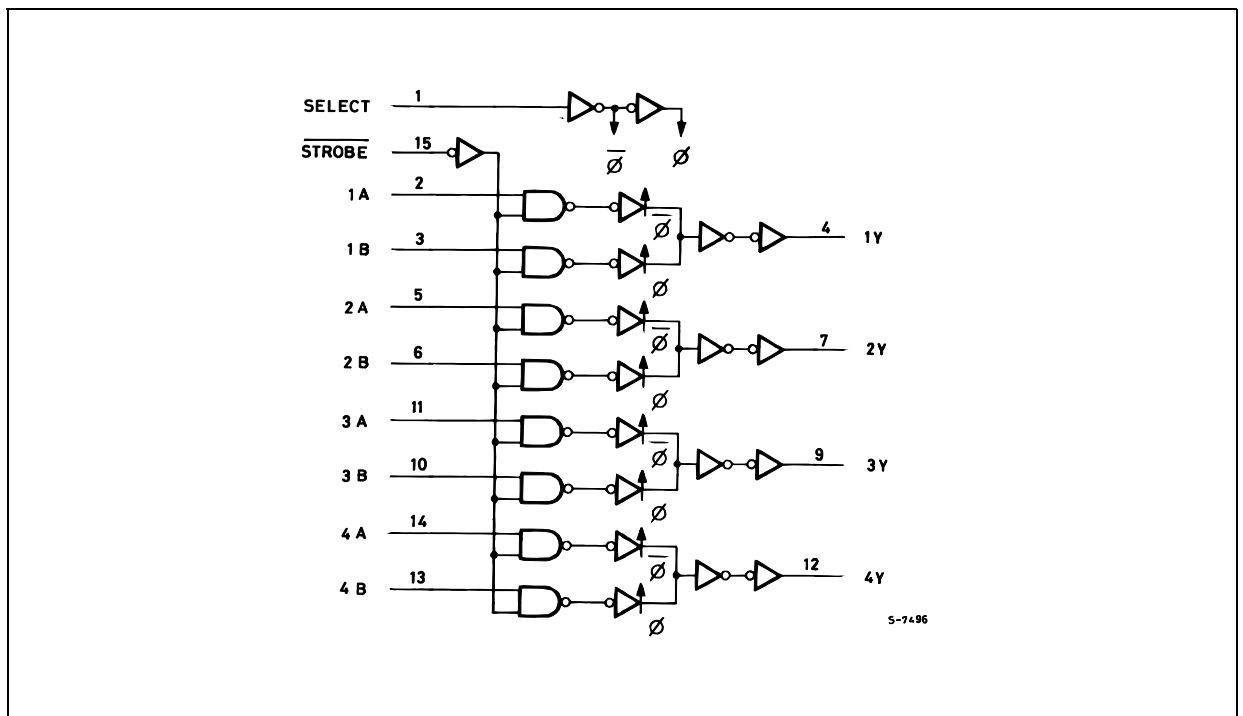 SELECT 1
S̅T̅R̅O̅B̅E̅ 15
Ø̅ Ø
1A 2
Ø̅
4 1Y
1B 3
Ø
2A 5
Ø̅
7 2Y
2B 6
Ø
3A 11
Ø̅
9 3Y
3B 10
Ø
4A 14
Ø̅
12 4Y
4B 13
Ø
S-7496